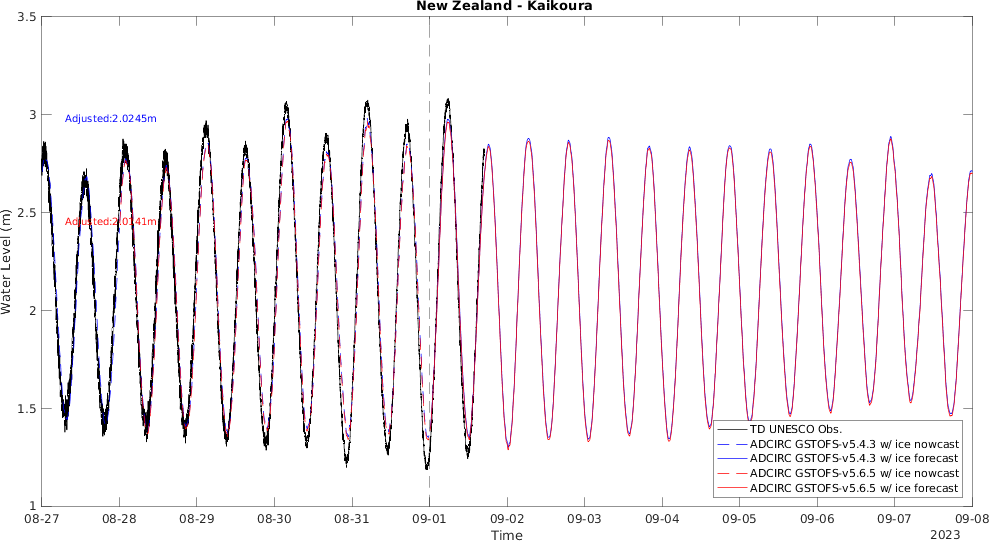 New Zealand - Kaikoura
3.5
3
2.5
2
1.5
1
Water Level (m)
Adjusted:2.0245m
Adjusted:2.0741m
TD UNESCO Obs.
ADCIRC GSTOFS-v5.4.3 w/ ice nowcast
ADCIRC GSTOFS-v5.4.3 w/ ice forecast
ADCIRC GSTOFS-v5.6.5 w/ ice nowcast
ADCIRC GSTOFS-v5.6.5 w/ ice forecast
08-27 08-28 08-29 08-30 08-31 09-01 09-02 09-03 09-04 09-05 09-06 09-07 09-08
Time
2023